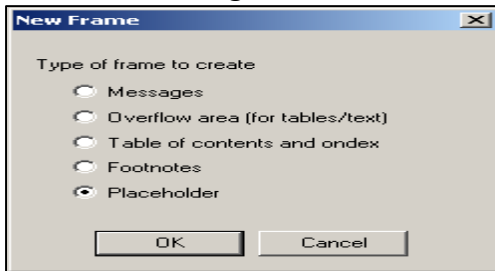 New Frame
Type of frame to create
Messages
Overflow area (for tables/text)
Table of contents and ondex
Footnotes
Placeholder
OK Cancel